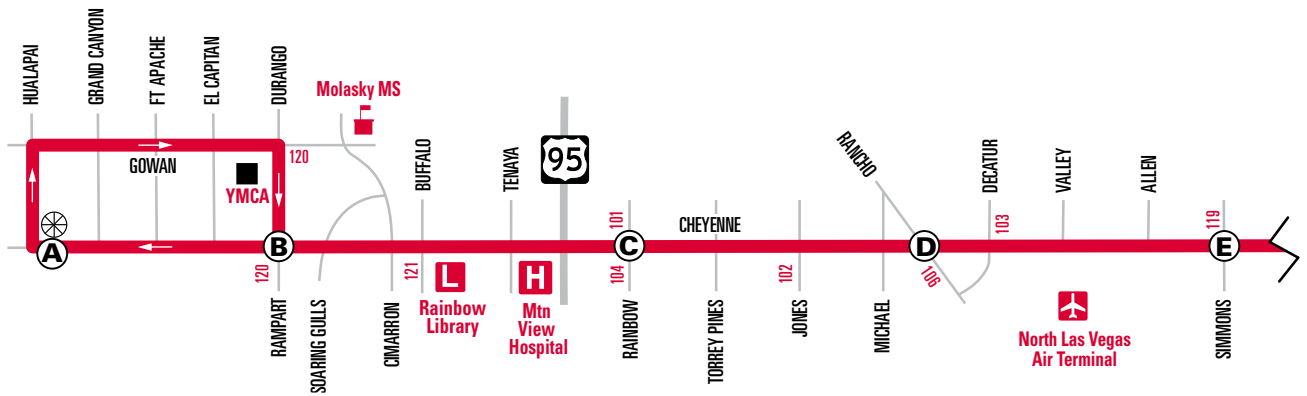 HUALAPAI
GRAND CANYON
FT APACHE
EL CAPITAN
DURANGO
Molasky MS
GOWAN
120
YMCA
BUFFALO
TENAYA
95
101
CHEYENNE
RANCHO
DECATUR
103
VALLEY
ALLEN
119
A
B
C
D
E
120
RAMPART
SOARING GULLS
CIMARRON
121
L
Rainbow
Library
H
Mtn
View
Hospital
104
RAINBOW
TORREY PINES
102
JONES
MICHAEL
106
North Las Vegas
Air Terminal
SIMMONS